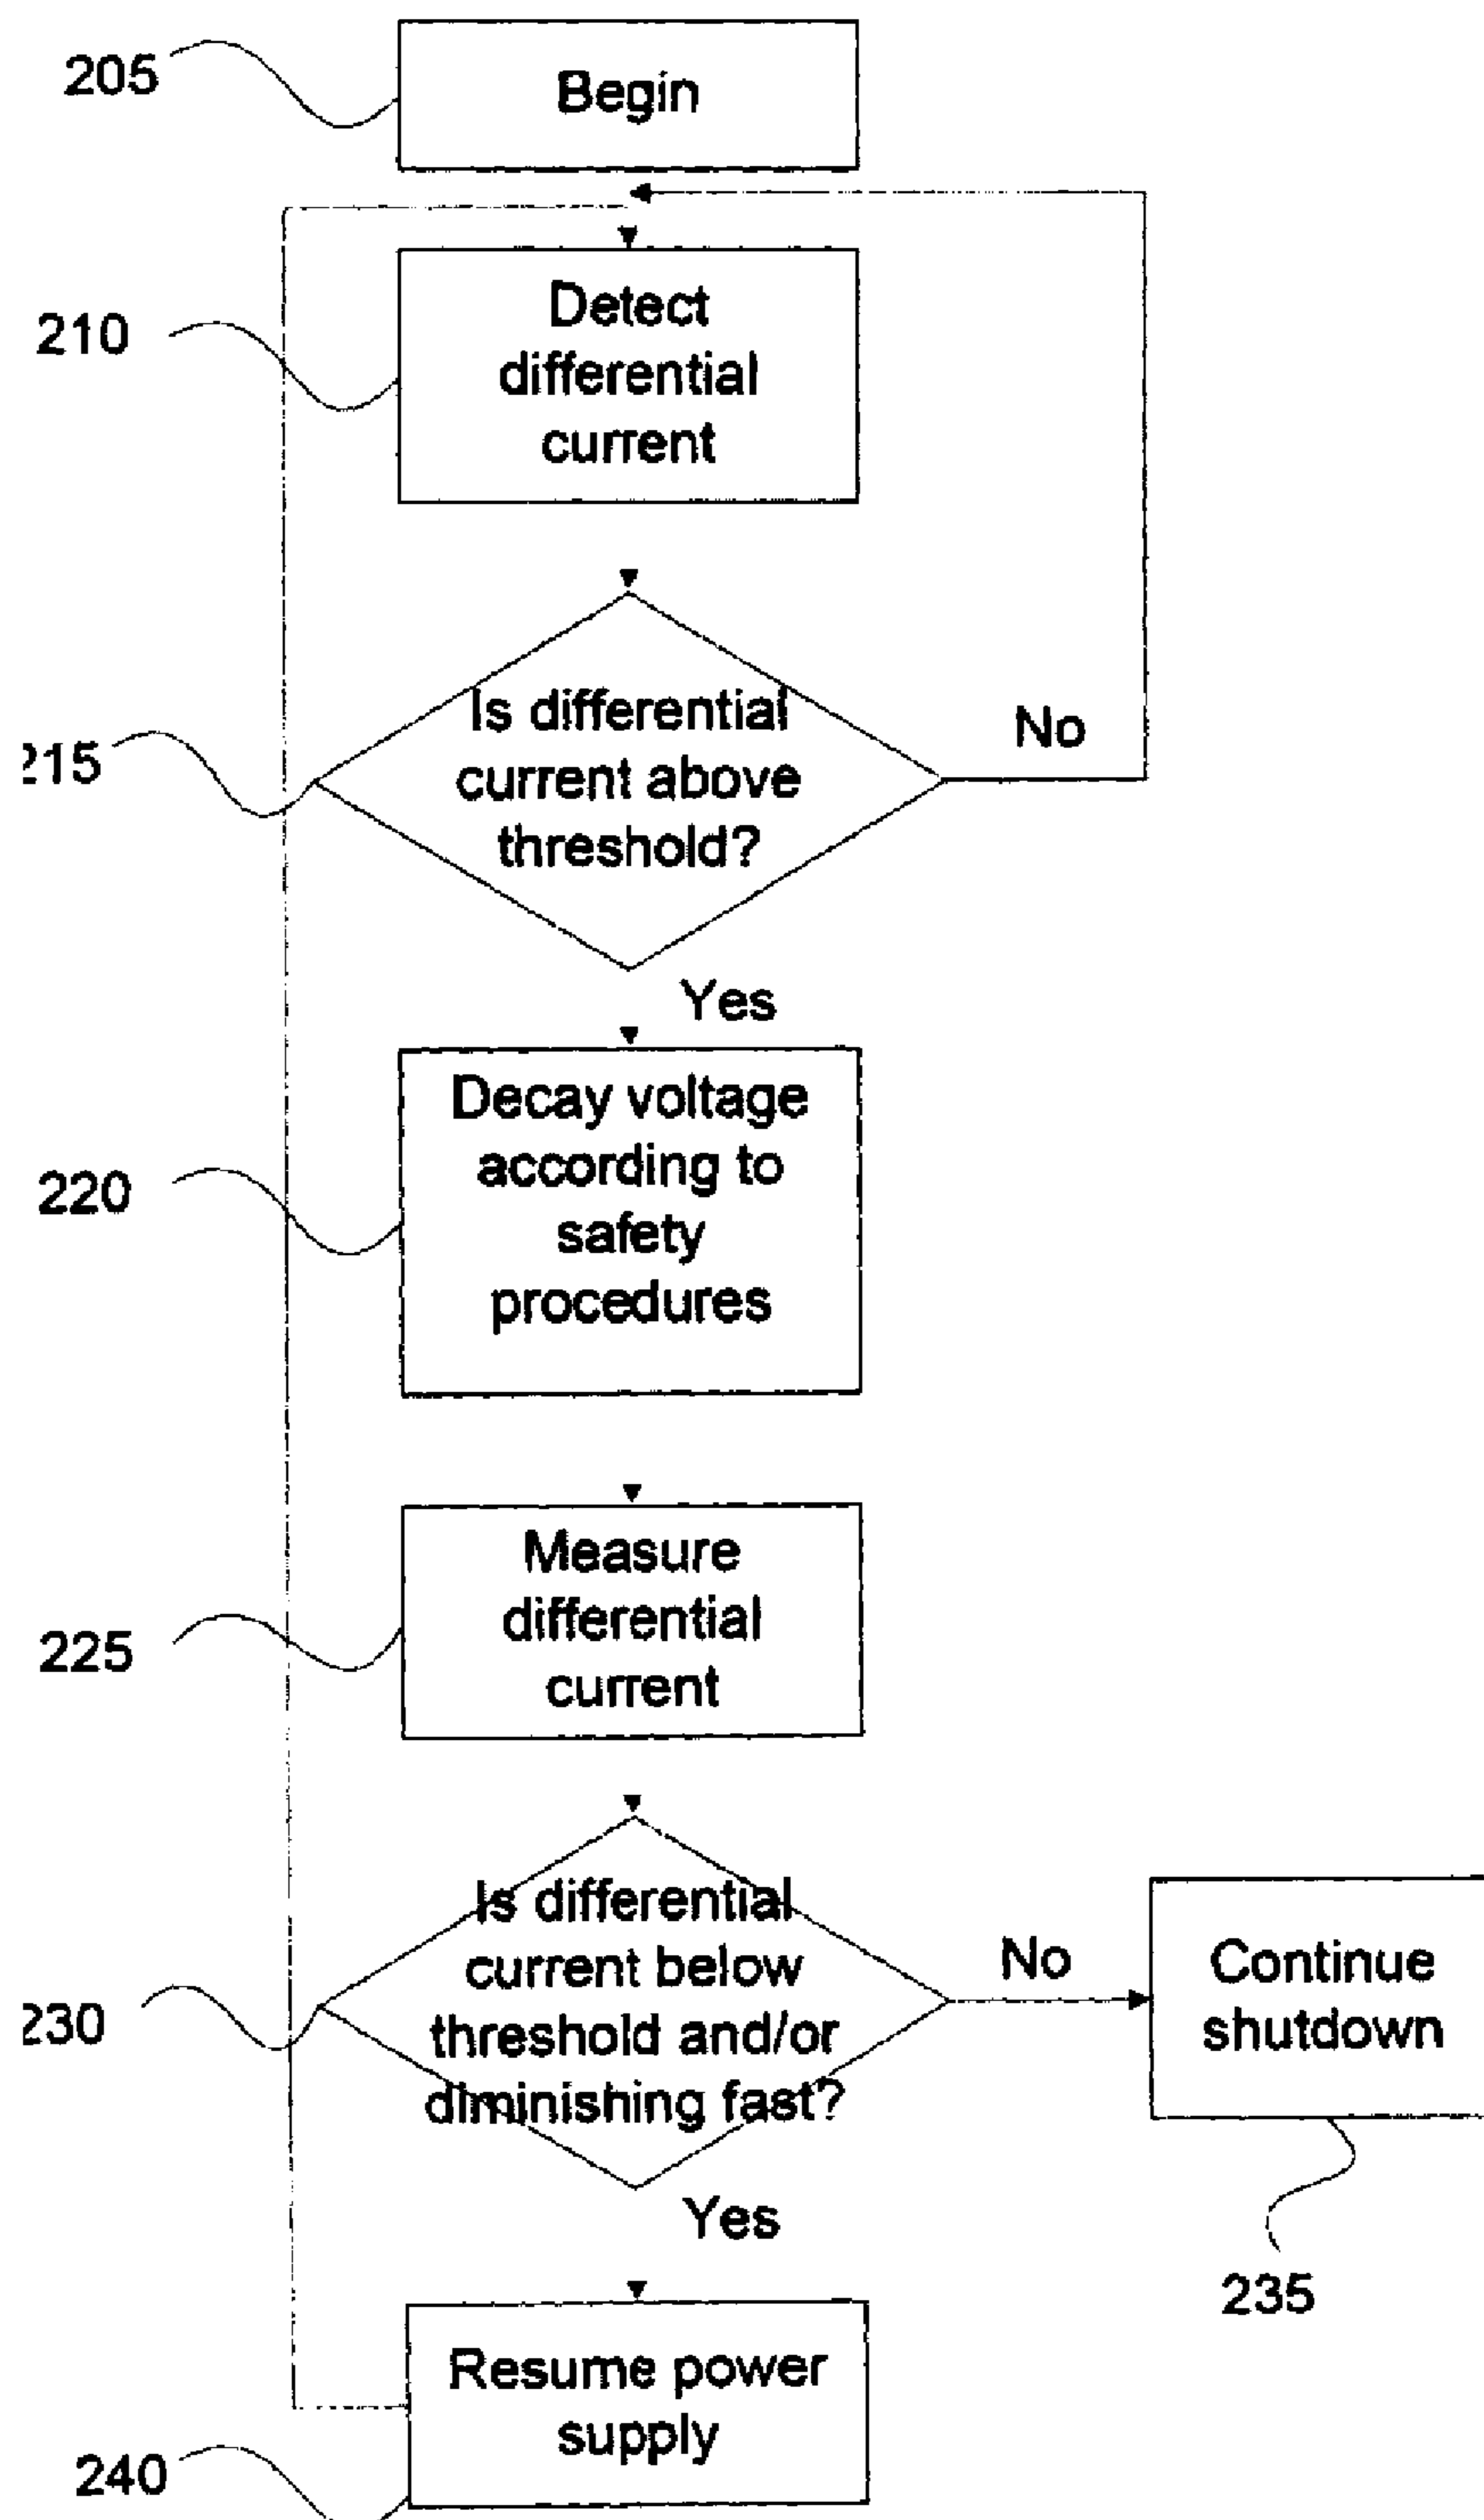 205
Begin
210
Detect
differential
current
215
Is differential
current above
threshold?
No
Yes
220
Decay voltage
according to
safety
procedures
225
Measure
differential
current
230
Is differential
current below
threshold and/or
diminishing fast?
No
Continue
shutdown
235
Yes
240
Resume power
supply